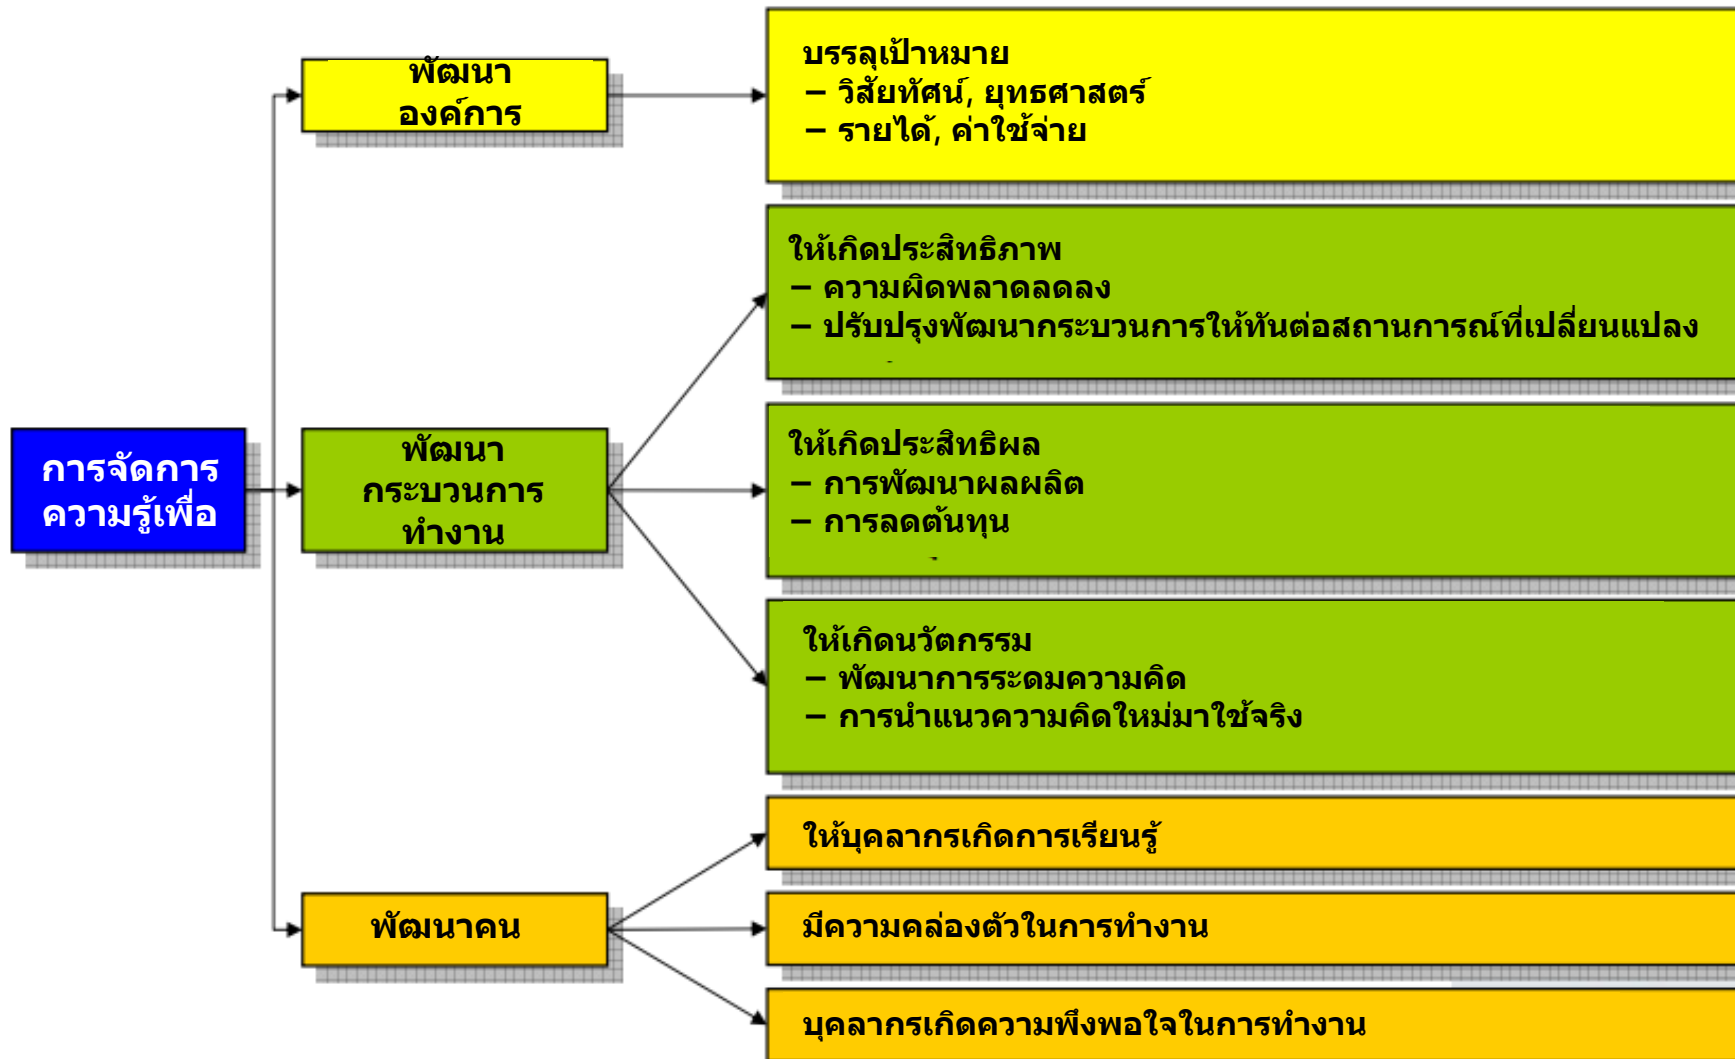 การจัดการ
ความรู้เพื่อ
พัฒนา
องค์การ
บรรลุเป้าหมาย
– วิสัยทัศน์, ยุทธศาสตร์
– รายได้, ค่าใช้จ่าย
พัฒนา
กระบวนการ
ทำงาน
ให้เกิดประสิทธิภาพ
– ความผิดพลาดลดลง
– ปรับปรุงพัฒนากระบวนการให้ทันต่อสถานการณ์ที่เปลี่ยนแปลง
ให้เกิดประสิทธิผล
– การพัฒนาผลผลิต
– การลดต้นทุน
ให้เกิดนวัตกรรม
– พัฒนาการระดมความคิด
– การนำแนวความคิดใหม่มาใช้จริง
พัฒนาคน
ให้บุคลากรเกิดการเรียนรู้
มีความคล่องตัวในการทำงาน
บุคลากรเกิดความพึงพอใจในการทำงาน